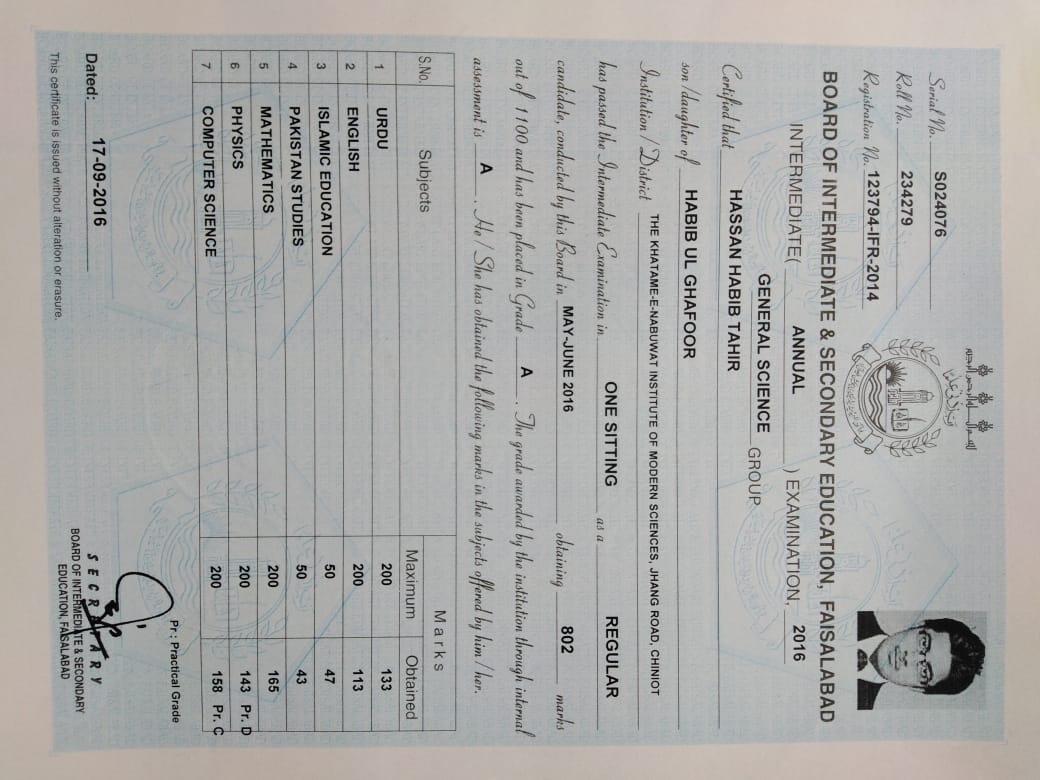 Serial No. S024076
Roll No. 234279
Registration No. 123794-IFR-2014
BOARD OF INTERMEDIATE & SECONDARY EDUCATION, FAISALABAD
INTERMEDIATE( ANNUAL ) EXAMINATION, 2016
GENERAL SCIENCE GROUP
Certified that HASSAN HABIB TAHIR
son/daughter of HABIB UL GHAFOOR
Institution / District THE KHATAME-E-NABUWAT INSTITUTE OF MODERN SCIENCES, JHANG ROAD, CHINIOT
has passed the Intermediate Examination in ONE SITTING as a REGULAR
candidate, conducted by this Board in MAY-JUNE 2016 obtaining 802 marks
out of 1100 and has been placed in Grade A . The grade awarded by the institution through internal
assessment is A . He / She has obtained the following marks in the subjects offered by him / her.
S.No. Subjects Marks
Maximum Obtained
1 URDU 200 133
2 ENGLISH 200 113
3 ISLAMIC EDUCATION 50 47
4 PAKISTAN STUDIES 50 43
5 MATHEMATICS 200 165
6 PHYSICS 200 143 Pr. D
7 COMPUTER SCIENCE 200 158 Pr. C
Pr : Practical Grade
Dated: 17-09-2016
SECRETARY
BOARD OF INTERMEDIATE & SECONDARY
EDUCATION, FAISALABAD
This certificate is issued without alteration or erasure.